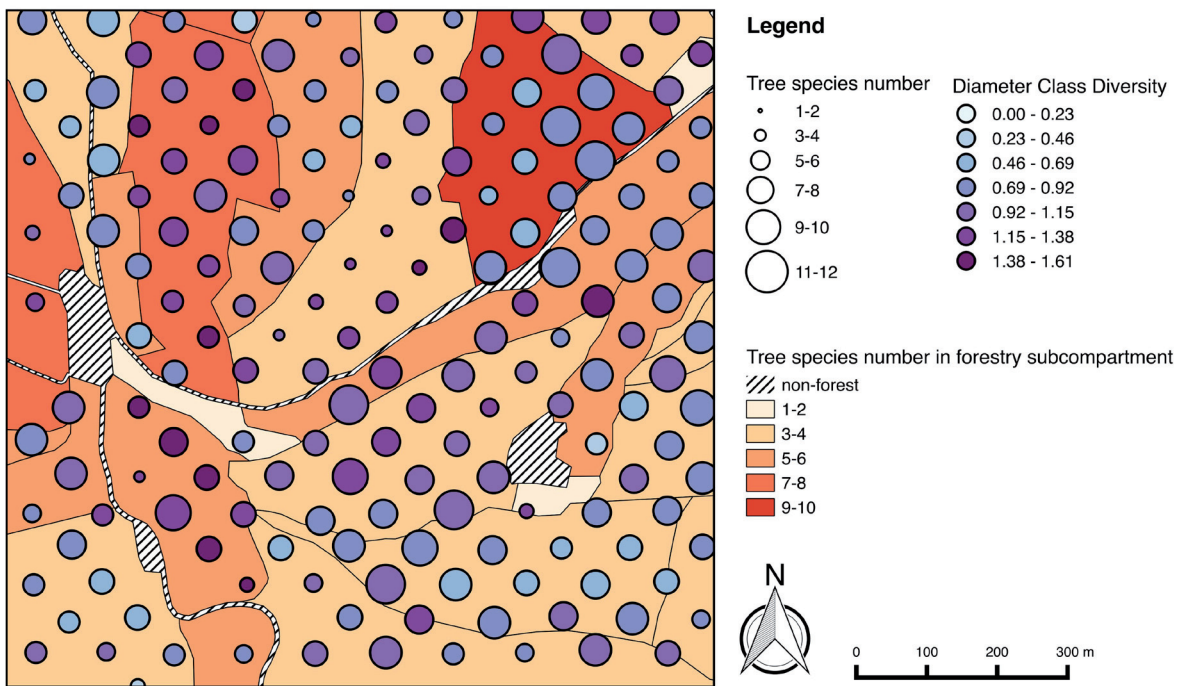 Legend
Tree species number
1-2
3-4
5-6
7-8
9-10
11-12
Diameter Class Diversity
0.00 - 0.23
0.23 - 0.46
0.46 - 0.69
0.69 - 0.92
0.92 - 1.15
1.15 - 1.38
1.38 - 1.61
Tree species number in forestry subcompartment
non-forest
1-2
3-4
5-6
7-8
9-10
N
0 100 200 300 m